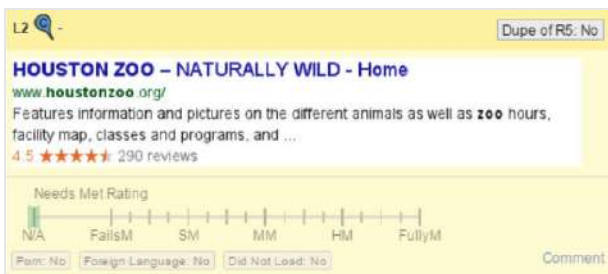 L2 -
Dupe of R5: No
HOUSTON ZOO – NATURALLY WILD - Home
www.houstonzoo.org/
Features information and pictures on the different animals as well as zoo hours,
facility map, classes and programs, and ...
4.5 ★★★★★ 290 reviews
Needs Met Rating
N/A FailsM SM MM HM FullyM
Porn: No Foreign Language: No Did Not Load: No Comment